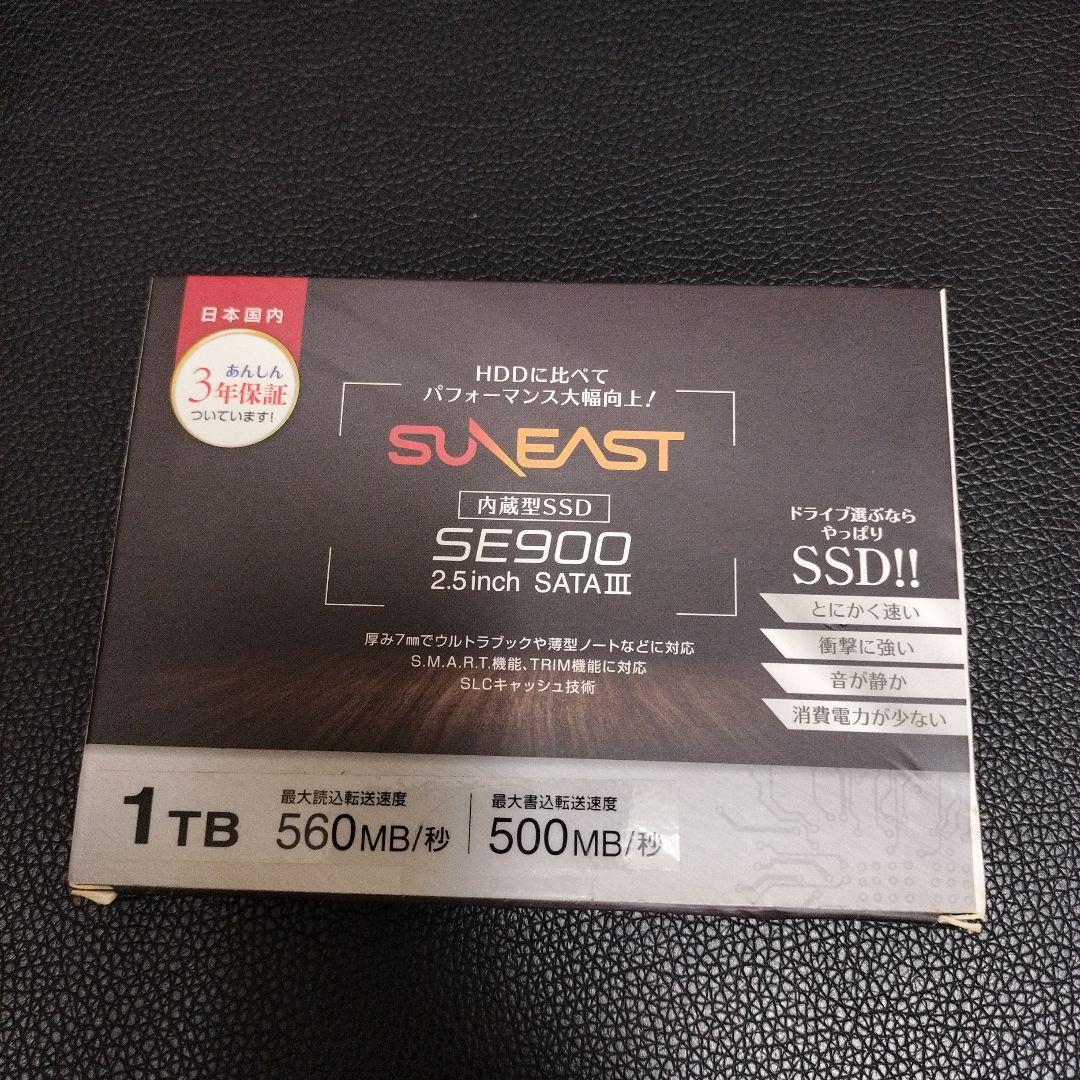 日本国内
あんしん
3年保証
ついています!
HDDに比べて
パフォーマンス大幅向上!
SUNEAST
内蔵型SSD
SE900
2.5inch SATAⅢ
厚み7㎜でウルトラブックや薄型ノートなどに対応
S.M.A.R.T.機能、TRIM機能に対応
SLCキャッシュ技術
ドライブ選ぶなら
やっぱり
SSD!!
とにかく速い
衝撃に強い
音が静か
消費電力が少ない
1TB
最大読込転送速度
560MB/秒
最大書込転送速度
500MB/秒